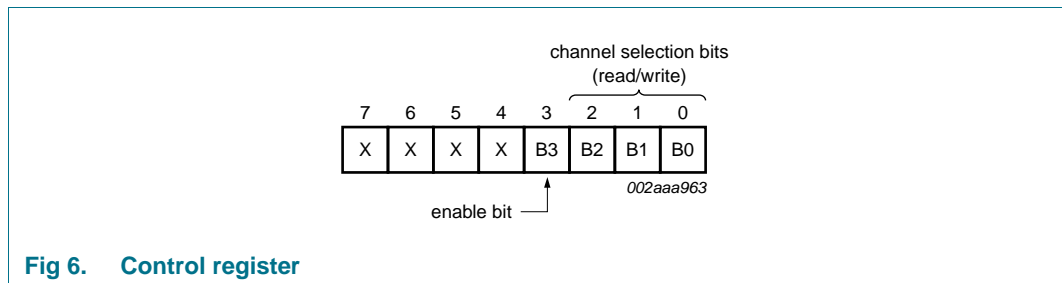 channel selection bits
(read/write)
7 6 5 4 3 2 1 0
X X X X B3 B2 B1 B0
002aaa963
enable bit
Fig 6. Control register